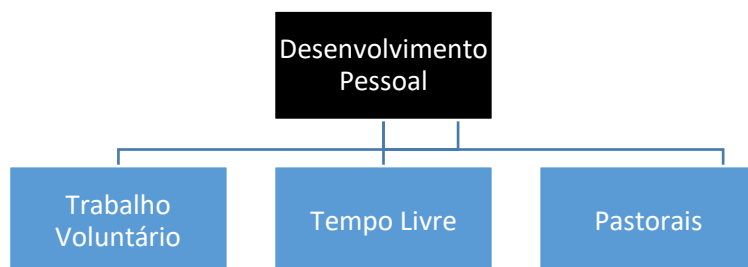 Desenvolvimento
Pessoal
Trabalho
Voluntário
Tempo Livre
Pastorais